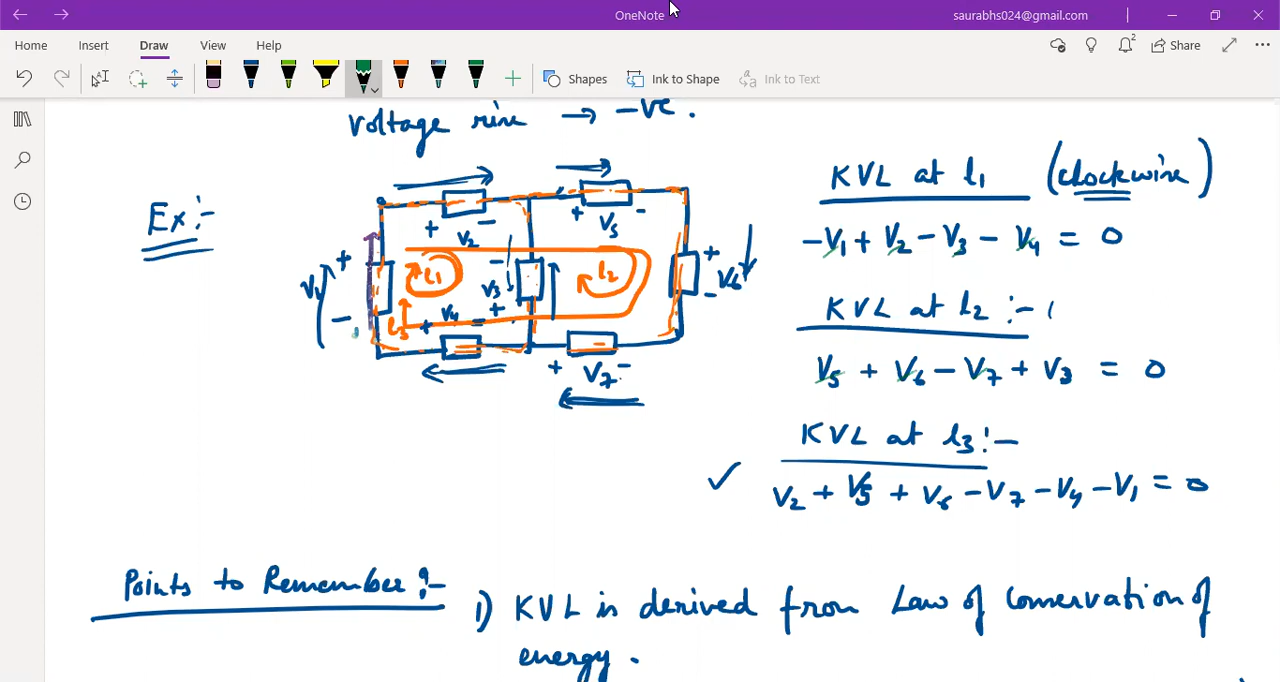 OneNote
saurabhs024@gmail.com
Home Insert Draw View Help
Share
Shapes Ink to Shape Ink to Text
voltage rise → -ve.
Ex:-
+ V2 -
+ V5 -
+ V1 -
- V3 +
+ V6 -
+ V4 -
+ V7 -
l1
l2
l3
KVL at l1 (clockwise)
-V1 + V2 - V3 - V4 = 0
KVL at l2 :- (
V5 + V6 - V7 + V3 = 0
KVL at l3 :-
✓ V2 + V5 + V6 - V7 - V4 - V1 = 0
Points to Remember :-
1) KVL is derived from Law of Conservation of
energy.